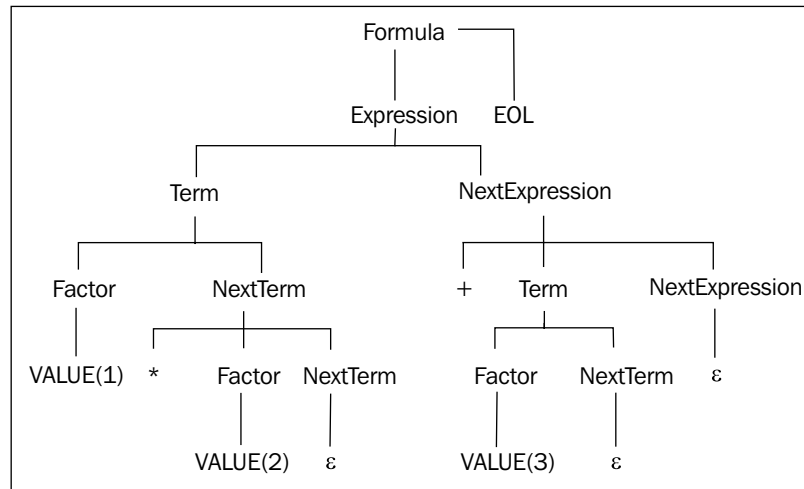 Formula
Expression EOL
Term NextExpression
Factor NextTerm + Term NextExpression
VALUE(1) * Factor NextTerm Factor NextTerm ε
VALUE(2) ε VALUE(3) ε